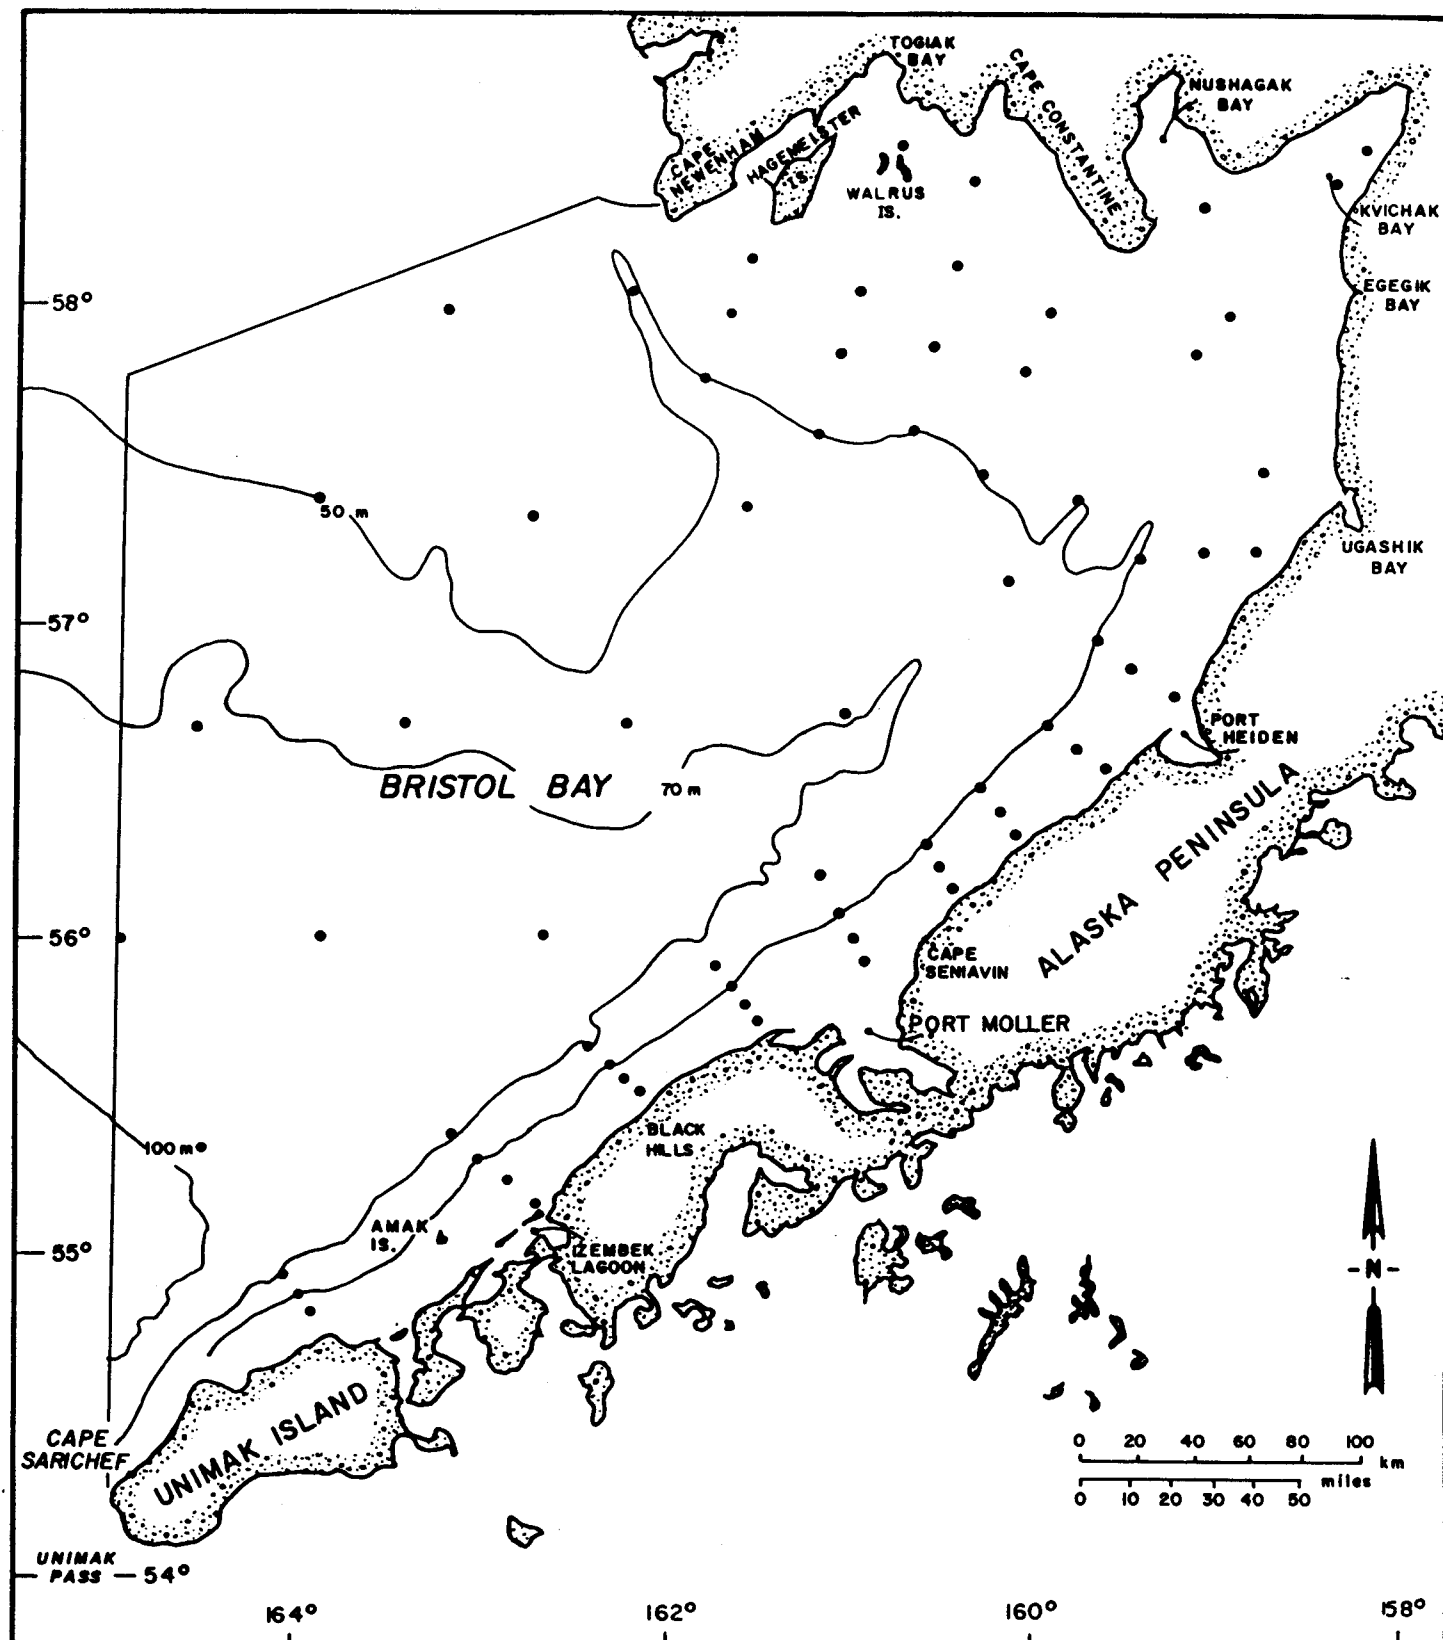 TOGIAK
BAY
CAPE CONSTANTINE
NUSHAGAK
BAY
CAPE
NEWENHAM
HAGEMEISTER
IS.
WALRUS
IS.
KVICHAK
BAY
58°
EGEGIK
BAY
50 m
UGASHIK
BAY
57°
PORT
HEIDEN
BRISTOL BAY
70 m
ALASKA PENINSULA
56°
CAPE
SENIAVIN
PORT MOLLER
BLACK
HILLS
100 m
AMAK
IS.
55°
IZEMBEK
LAGOON
-N-
UNIMAK ISLAND
CAPE
SARICHEF
0 20 40 60 80 100
km
miles
0 10 20 30 40 50
UNIMAK
PASS
54°
164° 162° 160° 158°